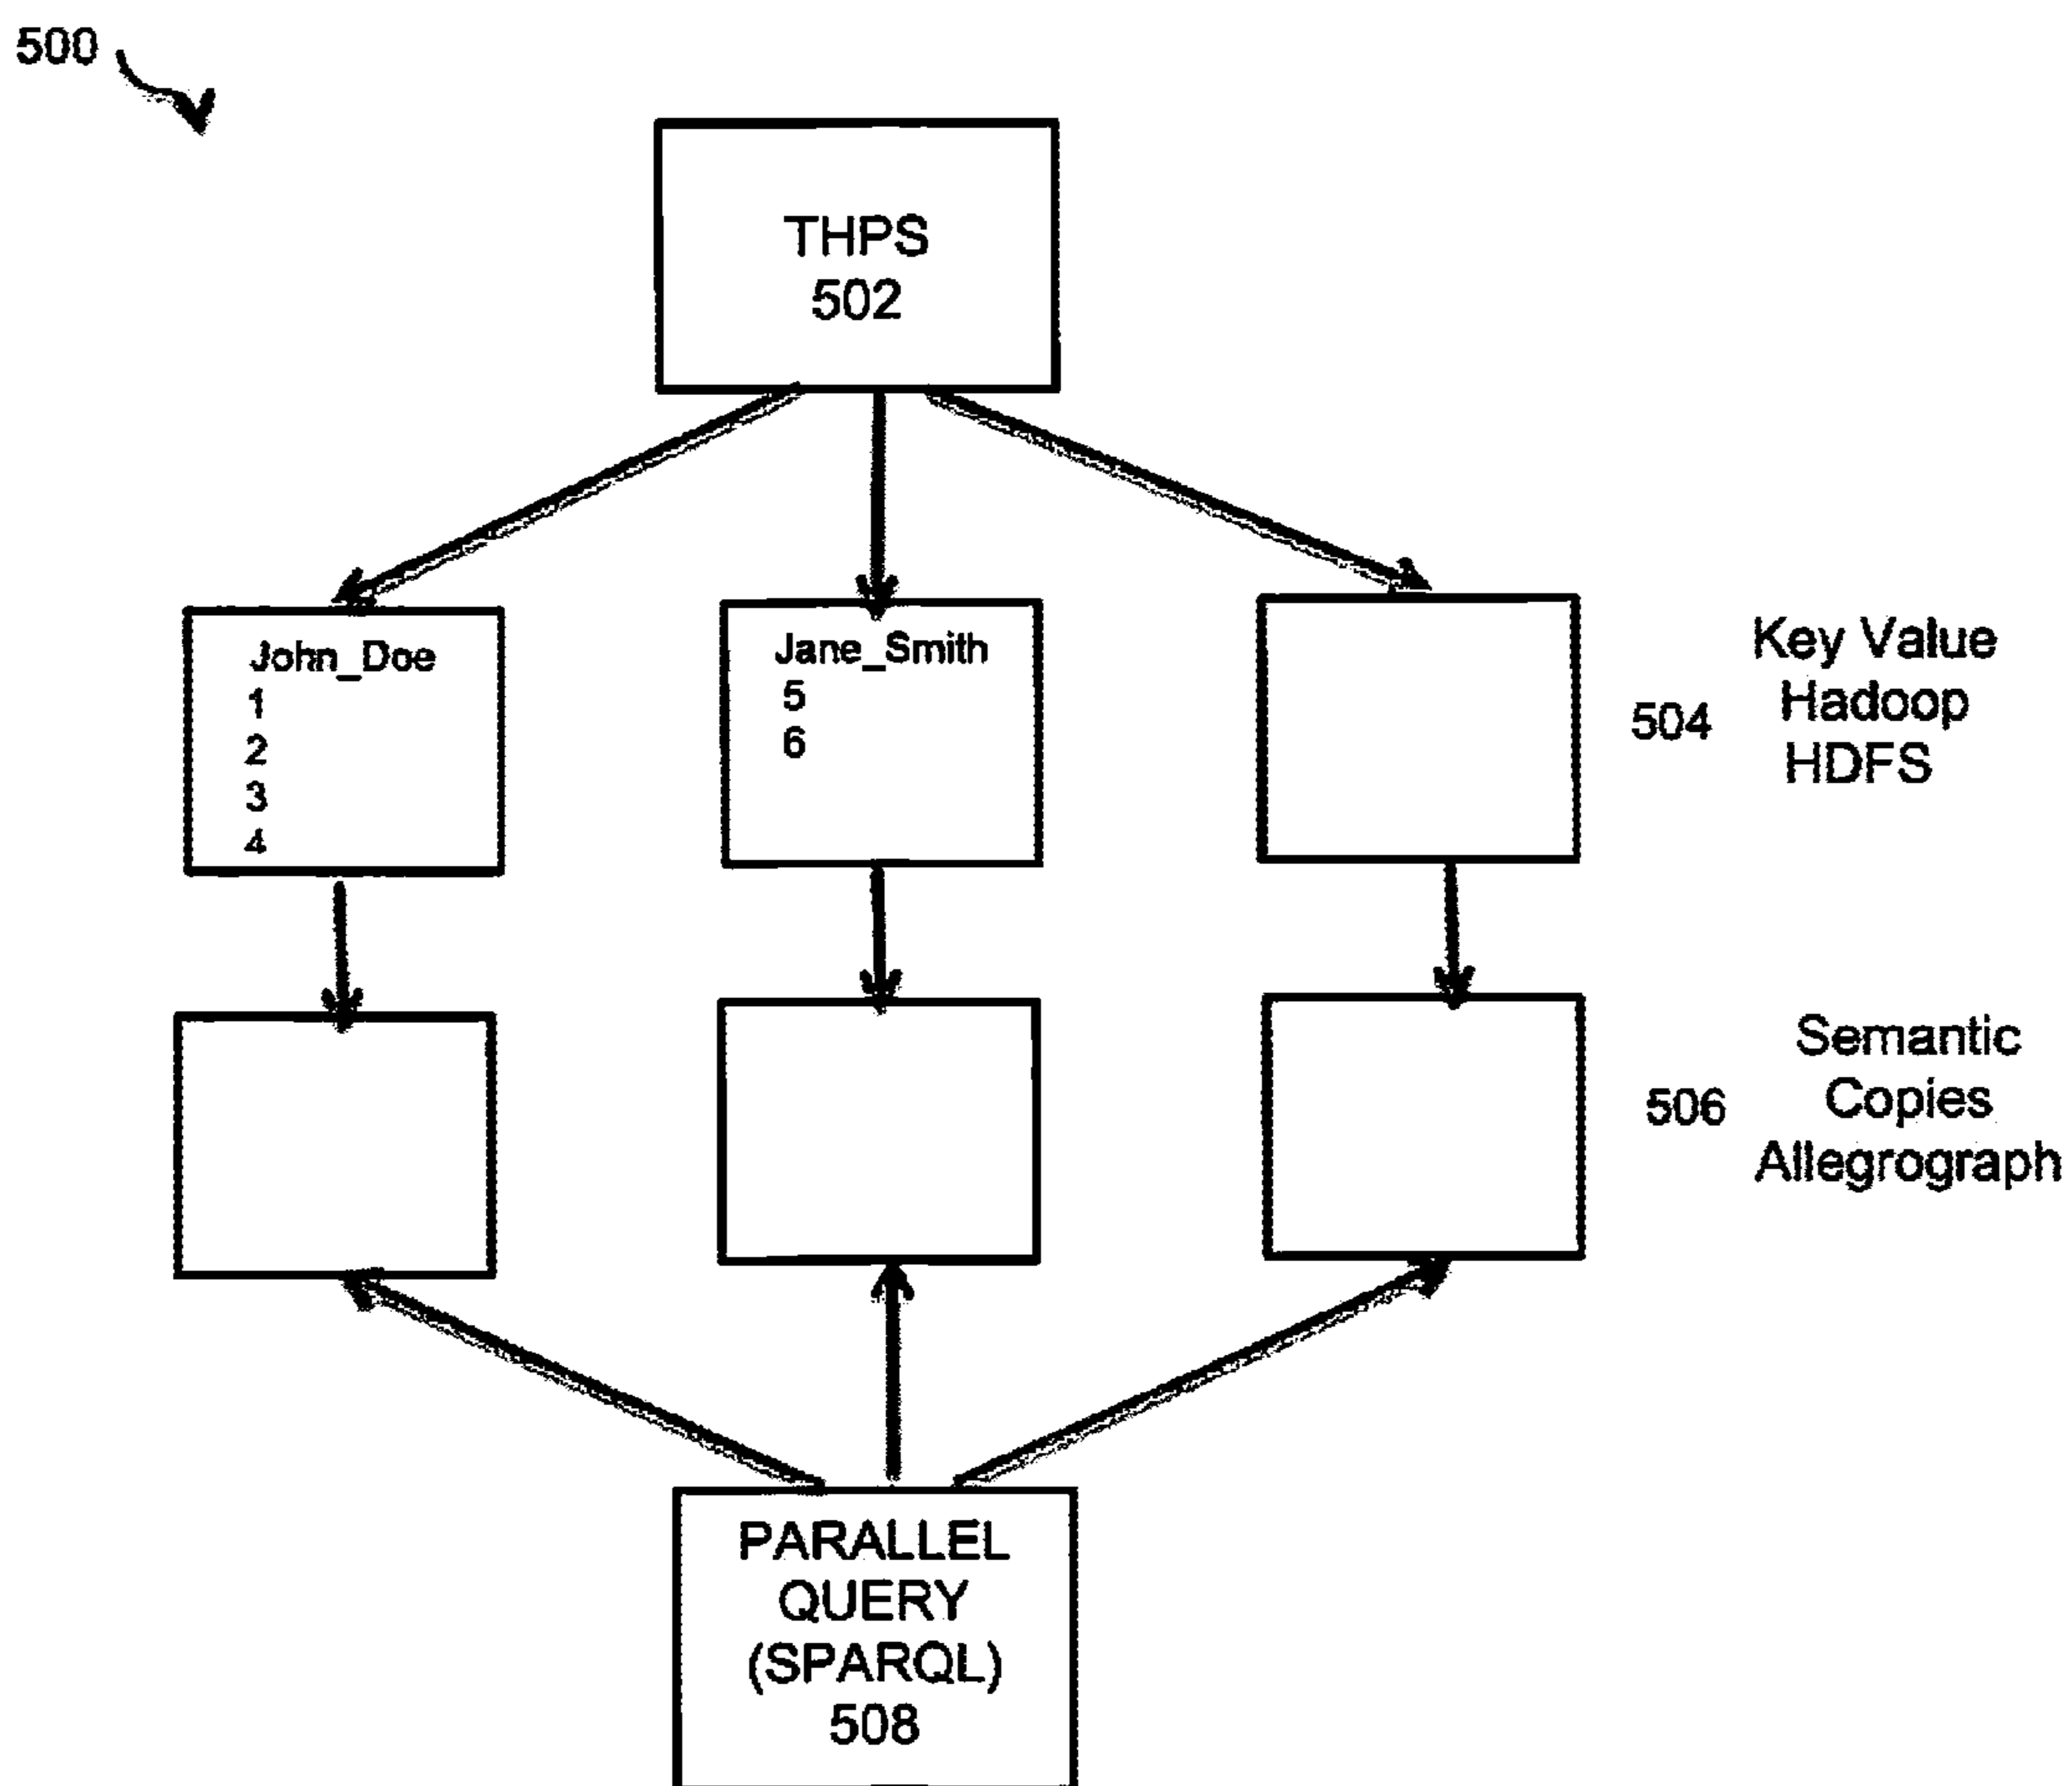 500
THPS
502
John_Doe
1
2
3
4
Jane_Smith
5
6
504
Key Value
Hadoop
HDFS
506
Semantic
Copies
Allegrograph
PARALLEL
QUERY
(SPARQL)
508